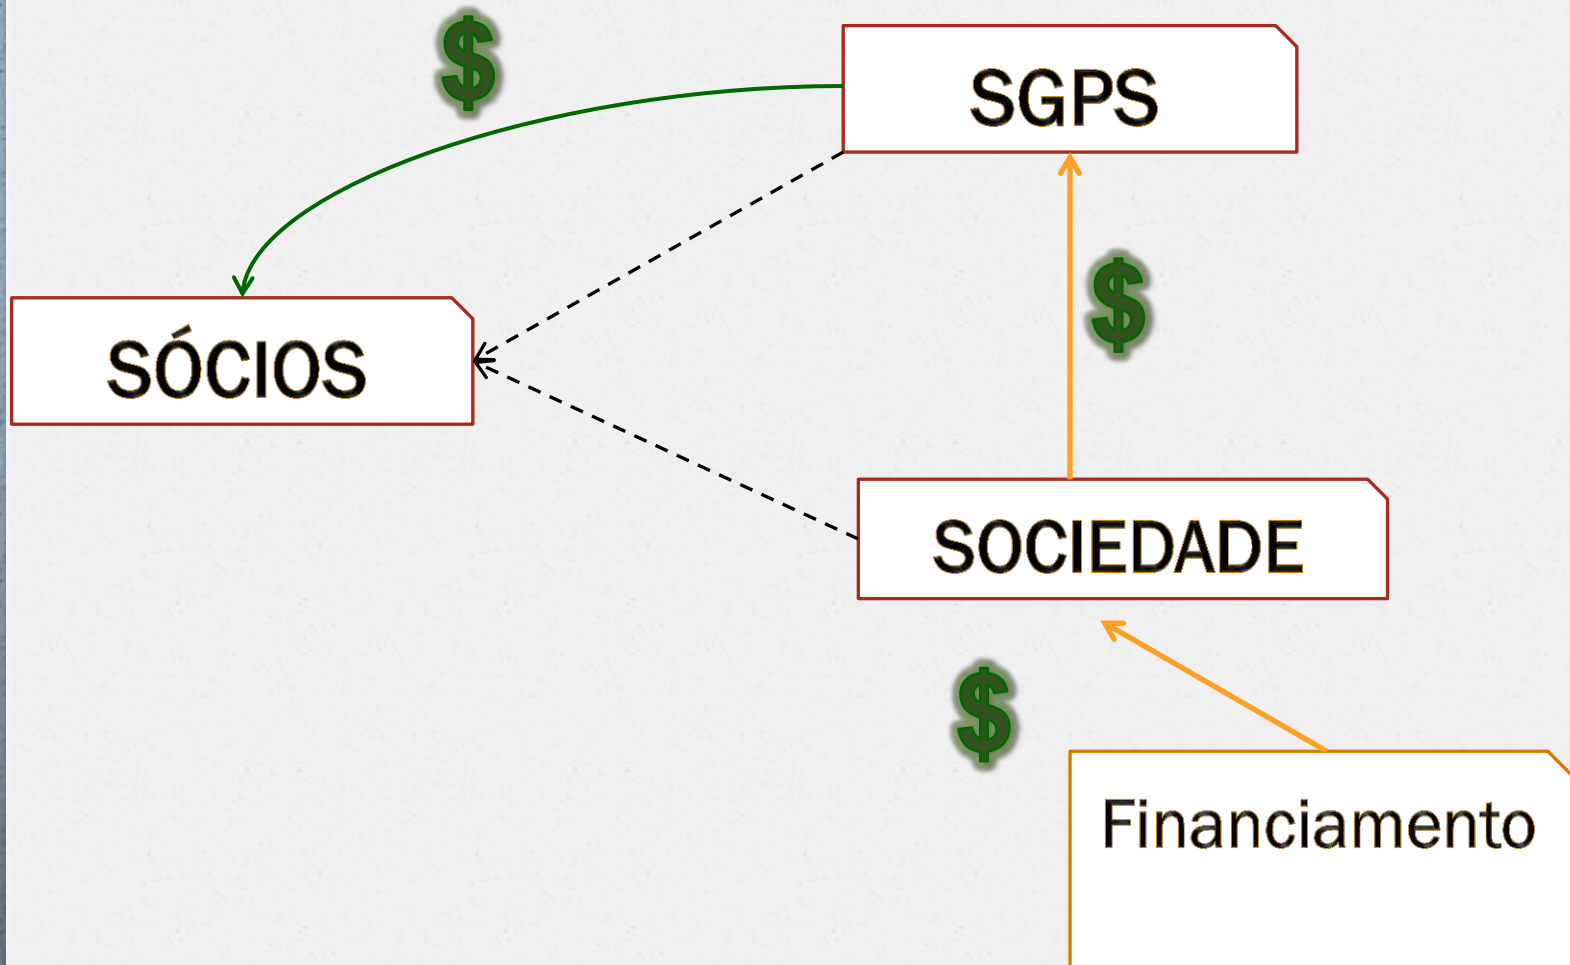 $
SGPS
$
SÓCIOS
SOCIEDADE
$
Financiamento